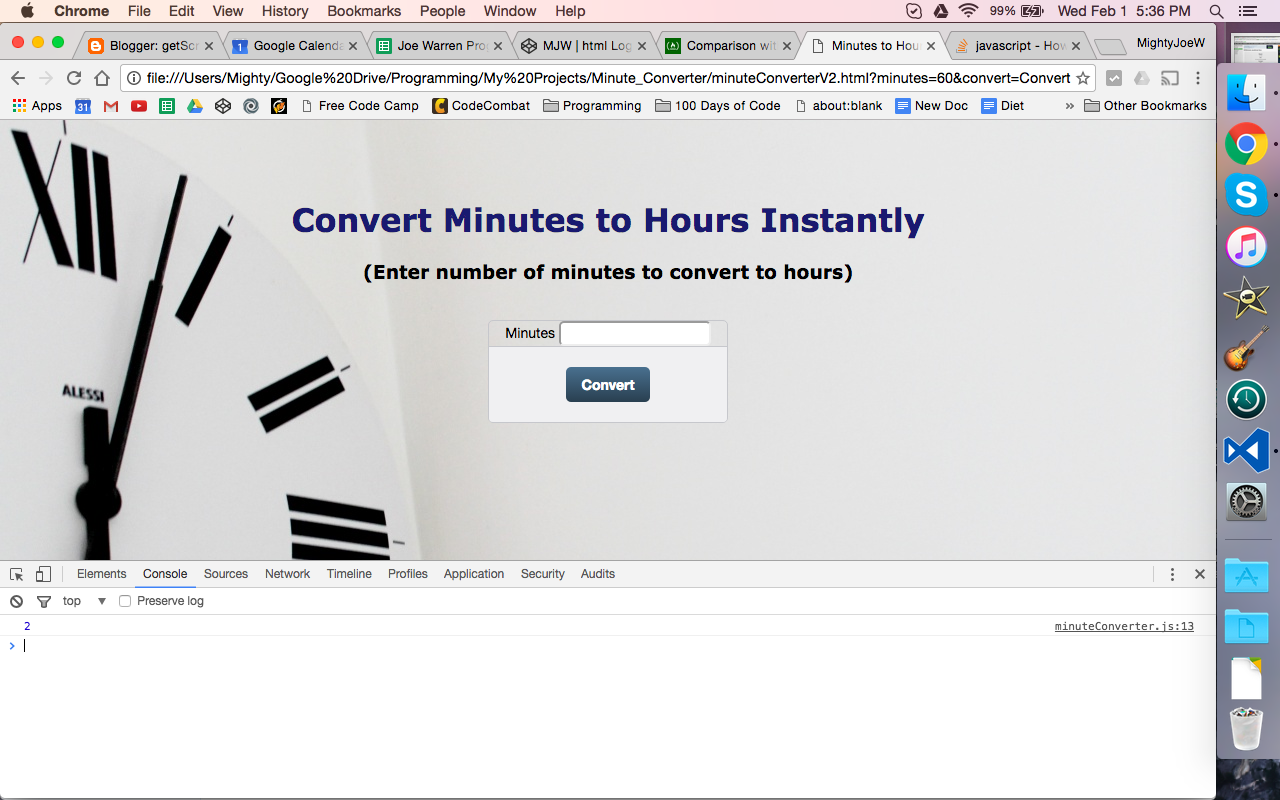 Chrome File Edit View History Bookmarks People Window Help 99% Wed Feb 1 5:36 PM
Blogger: getScr Google Calenda Joe Warren Prog MJW | html Log Comparison wit Minutes to Hour javascript - How MightyJoeW
file:///Users/Mighty/Google%20Drive/Programming/My%20Projects/Minute_Converter/minuteConverterV2.html?minutes=60&convert=Convert
Apps 31 Free Code Camp CodeCombat Programming 100 Days of Code about:blank New Doc Diet » Other Bookmarks
Convert Minutes to Hours Instantly
(Enter number of minutes to convert to hours)
Minutes
Convert
ALESSI
XII
Elements Console Sources Network Timeline Profiles Application Security Audits
top Preserve log
2 minuteConverter.js:13
>